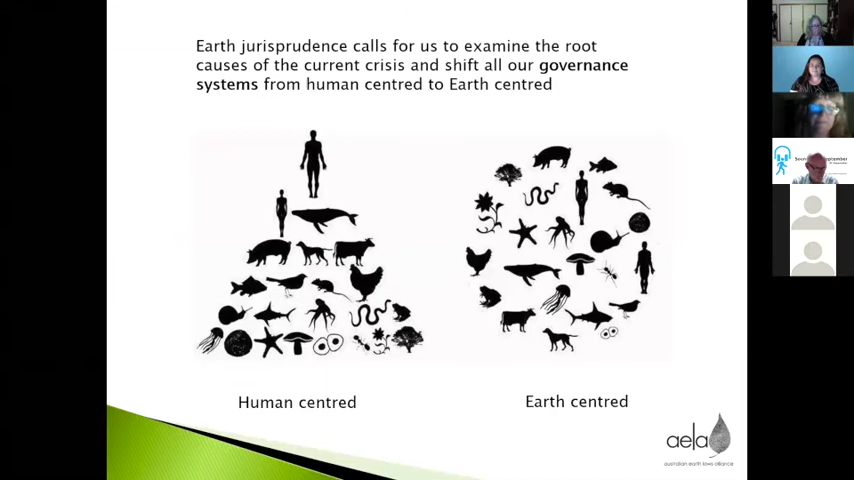 Earth jurisprudence calls for us to examine the root
causes of the current crisis and shift all our governance
systems from human centred to Earth centred
Human centred
Earth centred
aela
australian earth laws alliance